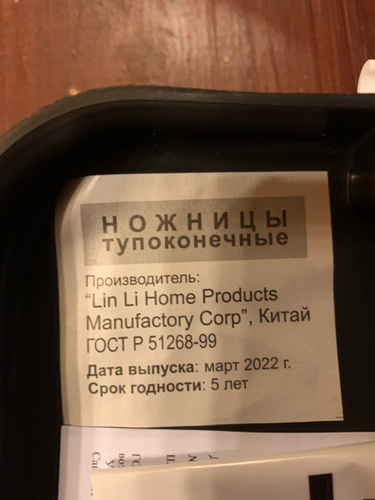 НОЖНИЦЫ
тупоконечные
Производитель:
"Lin Li Home Products
Manufactory Corp", Китай
ГОСТ Р 51268-99
Дата выпуска: март 2022 г.
Срок годности: 5 лет